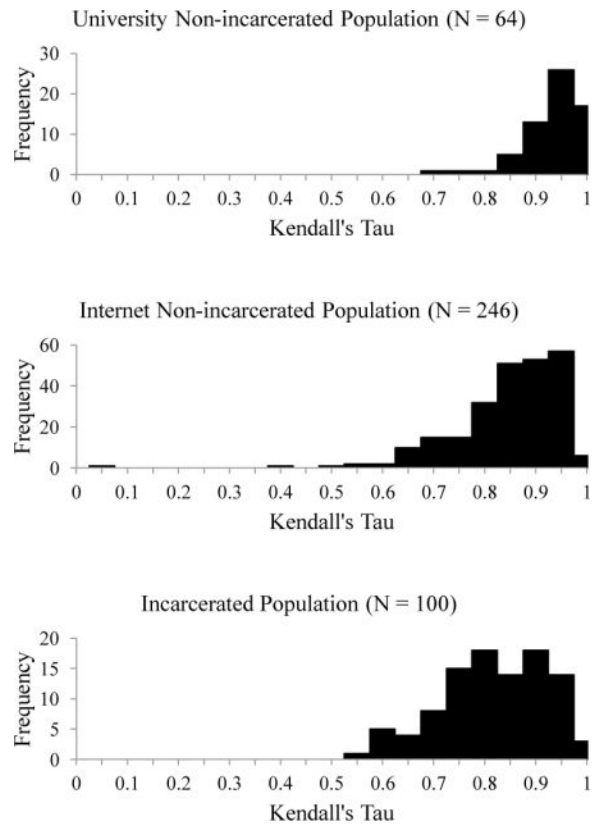 University Non-incarcerated Population (N = 64)
Frequency
30
20
10
0
0 0.1 0.2 0.3 0.4 0.5 0.6 0.7 0.8 0.9 1
Kendall's Tau
Internet Non-incarcerated Population (N = 246)
Frequency
60
40
20
0
0 0.1 0.2 0.3 0.4 0.5 0.6 0.7 0.8 0.9 1
Kendall's Tau
Incarcerated Population (N = 100)
Frequency
20
15
10
5
0
0 0.1 0.2 0.3 0.4 0.5 0.6 0.7 0.8 0.9 1
Kendall's Tau